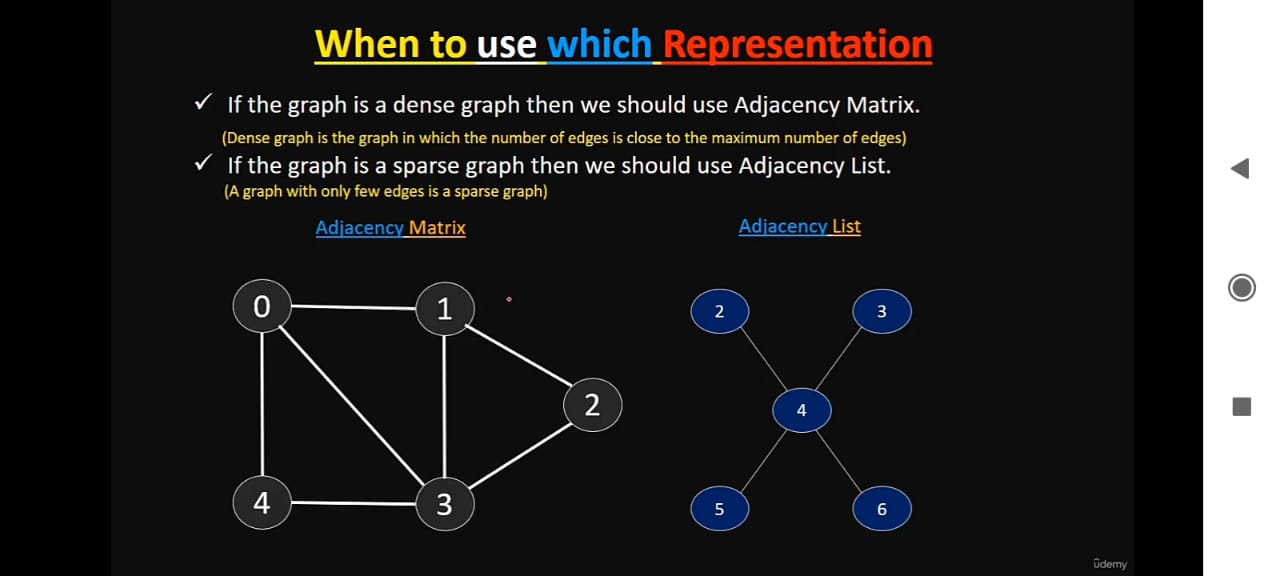 When to use which Representation
✓ If the graph is a dense graph then we should use Adjacency Matrix.
(Dense graph is the graph in which the number of edges is close to the maximum number of edges)
✓ If the graph is a sparse graph then we should use Adjacency List.
(A graph with only few edges is a sparse graph)
Adjacency Matrix
0
1
2
4
3
Adjacency List
2
3
4
5
6
ûdemy